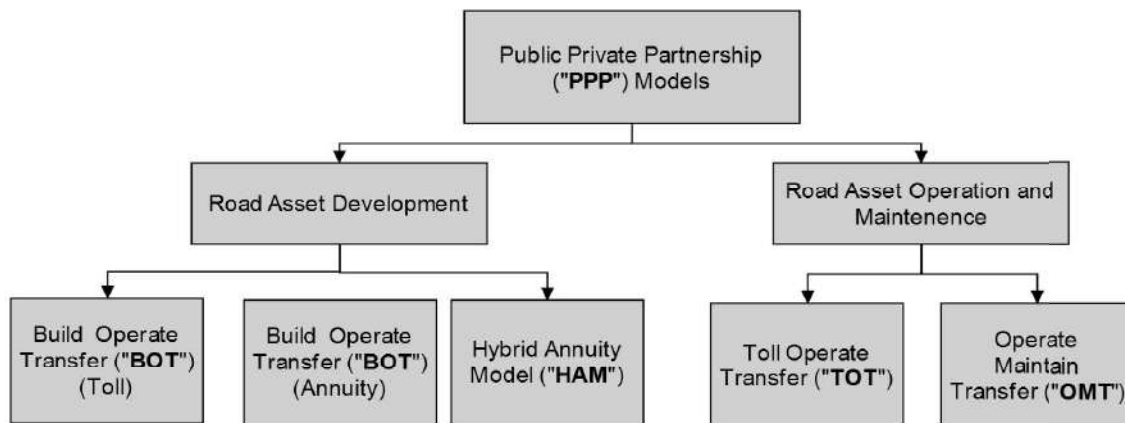 Public Private Partnership
("PPP") Models
Road Asset Development
Road Asset Operation and
Maintenence
Build Operate
Transfer ("BOT")
(Toll)
Build Operate
Transfer ("BOT")
(Annuity)
Hybrid Annuity
Model ("HAM")
Toll Operate
Transfer ("TOT")
Operate
Maintain
Transfer ("OMT")